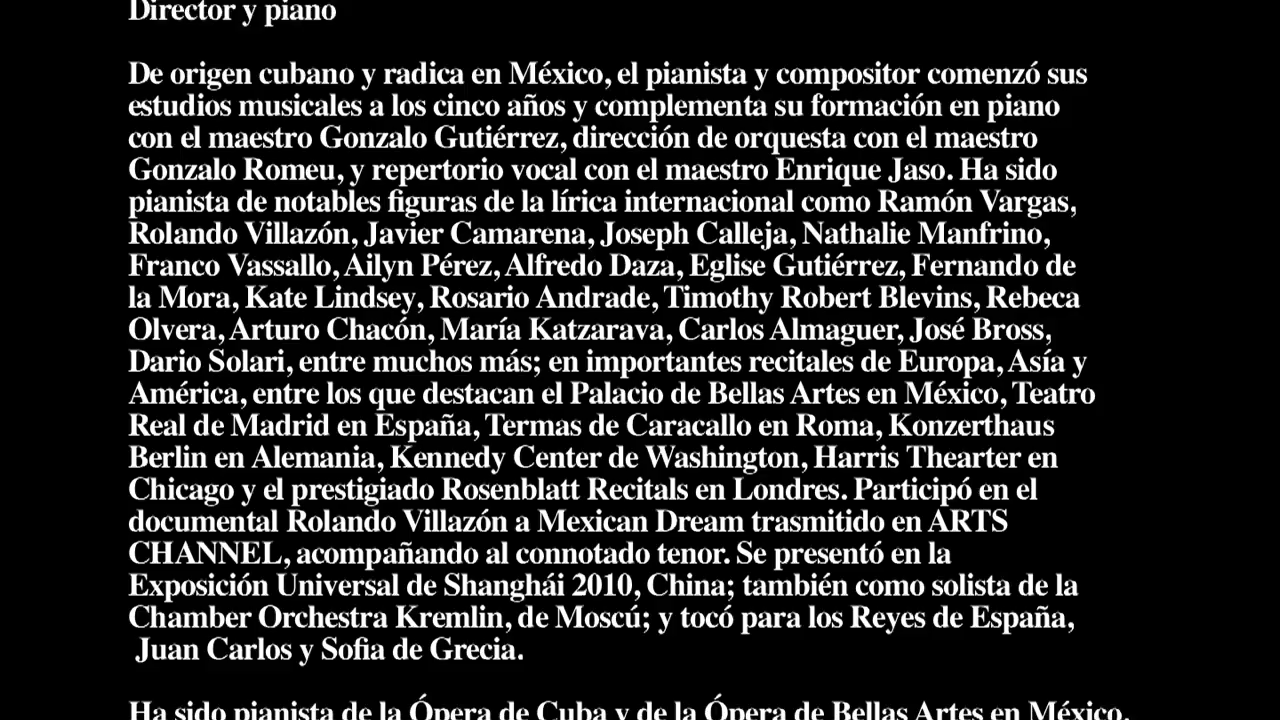 Director y piano
De origen cubano y radica en México, el pianista y compositor comenzó sus
estudios musicales a los cinco años y complementa su formación en piano
con el maestro Gonzalo Gutiérrez, dirección de orquesta con el maestro
Gonzalo Romeu, y repertorio vocal con el maestro Enrique Jaso. Ha sido
pianista de notables figuras de la lírica internacional como Ramón Vargas,
Rolando Villazón, Javier Camarena, Joseph Calleja, Nathalie Manfrino,
Franco Vassallo, Ailyn Pérez, Alfredo Daza, Eglise Gutiérrez, Fernando de
la Mora, Kate Lindsey, Rosario Andrade, Timothy Robert Blevins, Rebeca
Olvera, Arturo Chacón, María Katzarava, Carlos Almaguer, José Bross,
Dario Solari, entre muchos más; en importantes recitales de Europa, Asía y
América, entre los que destacan el Palacio de Bellas Artes en México, Teatro
Real de Madrid en España, Termas de Caracallo en Roma, Konzerthaus
Berlin en Alemania, Kennedy Center de Washington, Harris Thearter en
Chicago y el prestigiado Rosenblatt Recitals en Londres. Participó en el
documental Rolando Villazón a Mexican Dream trasmitido en ARTS
CHANNEL, acompañando al connotado tenor. Se presentó en la
Exposición Universal de Shanghái 2010, China; también como solista de la
Chamber Orchestra Kremlin, de Moscú; y tocó para los Reyes de España,
Juan Carlos y Sofia de Grecia.
Ha sido pianista de la Ópera de Cuba y de la Ópera de Bellas Artes en México.